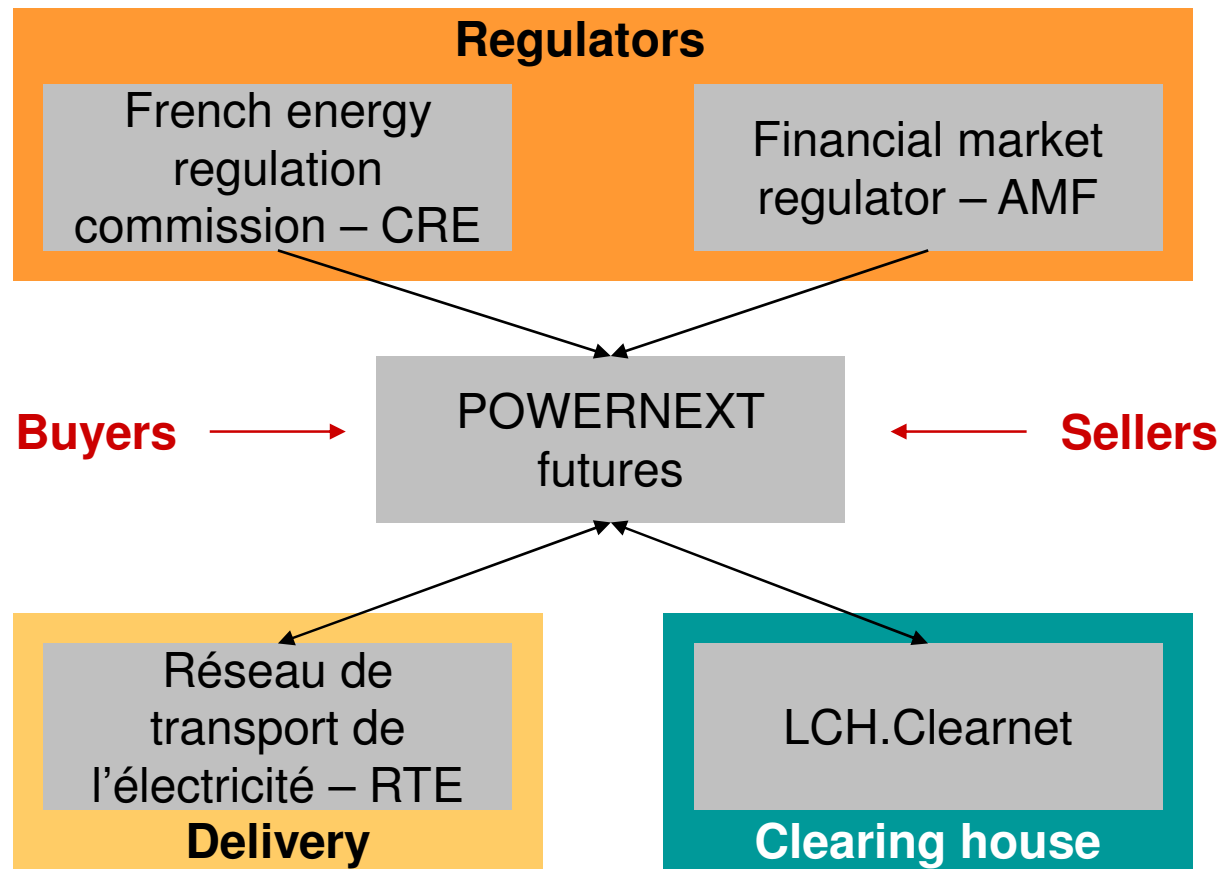 Regulators
French energy
regulation
commission – CRE
Financial market
regulator – AMF
Buyers
POWERNEXT
futures
Sellers
Réseau de
transport de
l’électricité – RTE
Delivery
LCH.Clearnet
Clearing house